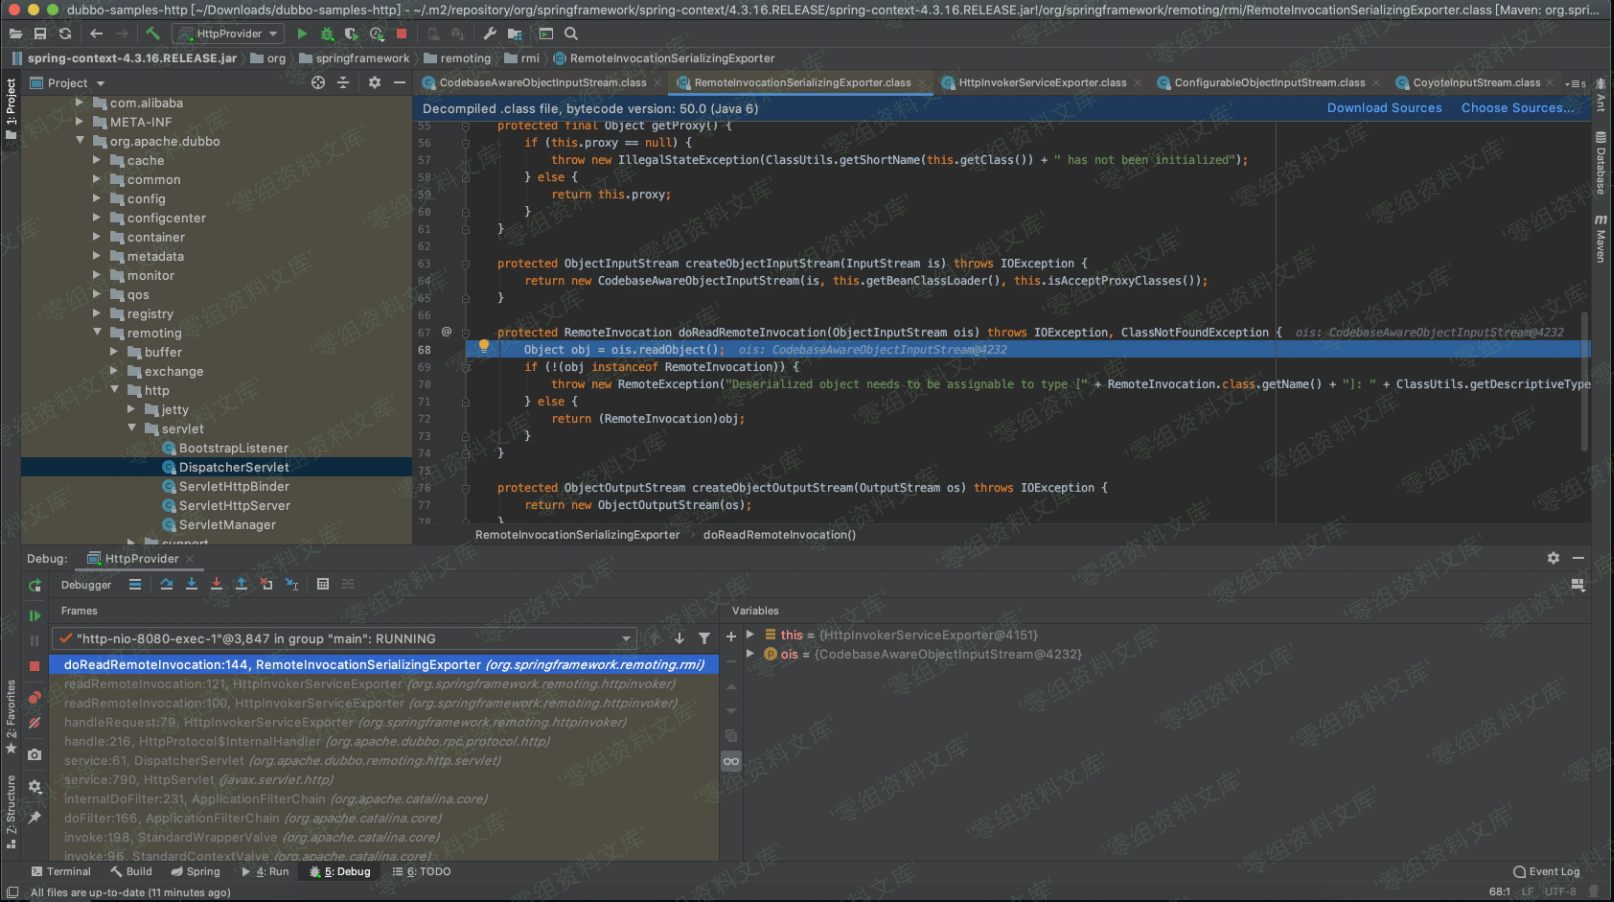 dubbo-samples-http [~/Downloads/dubbo-samples-http] - ~/.m2/repository/org/springframework/spring-context/4.3.16.RELEASE/spring-context-4.3.16.RELEASE.jar!/org/springframework/remoting/rmi/RemoteInvocationSerializingExporter.class [Maven: org.spri...
HttpProvider
spring-context-4.3.16.RELEASE.jar org springframework remoting rmi RemoteInvocationSerializingExporter
Project
CodebaseAwareObjectInputStream.class RemoteInvocationSerializingExporter.class HttpInvokerServiceExporter.class ConfigurableObjectInputStream.class CoyoteInputStream.class
1: Project
Ant
Database
Maven
2: Favorites
Z: Structure
com.alibaba
META-INF
org.apache.dubbo
cache
common
config
configcenter
container
metadata
monitor
qos
registry
remoting
buffer
exchange
http
jetty
servlet
BootstrapListener
DispatcherServlet
ServletHttpBinder
ServletHttpServer
ServletManager
support
Decompiled .class file, bytecode version: 50.0 (Java 6) Download Sources Choose Sources...
55 protected final Object getProxy() {
56 if (this.proxy == null) {
57 throw new IllegalStateException(ClassUtils.getShortName(this.getClass()) + " has not been initialized");
58 } else {
59 return this.proxy;
60 }
61 }
62
63 protected ObjectInputStream createObjectInputStream(InputStream is) throws IOException {
64 return new CodebaseAwareObjectInputStream(is, this.getBeanClassLoader(), this.isAcceptProxyClasses());
65 }
66
67 @ protected RemoteInvocation doReadRemoteInvocation(ObjectInputStream ois) throws IOException, ClassNotFoundException { ois: CodebaseAwareObjectInputStream@4232
68 Object obj = ois.readObject(); ois: CodebaseAwareObjectInputStream@4232
69 if (!(obj instanceof RemoteInvocation)) {
70 throw new RemoteException("Deserialized object needs to be assignable to type [" + RemoteInvocation.class.getName() + "]: " + ClassUtils.getDescriptiveType
71 } else {
72 return (RemoteInvocation)obj;
73 }
74 }
75
76 protected ObjectOutputStream createObjectOutputStream(OutputStream os) throws IOException {
77 return new ObjectOutputStream(os);
78 }
RemoteInvocationSerializingExporter doReadRemoteInvocation()
Debug: HttpProvider
Debugger
Frames
"http-nio-8080-exec-1"@3,847 in group "main": RUNNING
doReadRemoteInvocation:144, RemoteInvocationSerializingExporter (org.springframework.remoting.rmi)
readRemoteInvocation:121, HttpInvokerServiceExporter (org.springframework.remoting.httpinvoker)
readRemoteInvocation:100, HttpInvokerServiceExporter (org.springframework.remoting.httpinvoker)
handleRequest:79, HttpInvokerServiceExporter (org.springframework.remoting.httpinvoker)
handle:216, HttpProtocol$InternalHandler (org.apache.dubbo.rpc.protocol.http)
service:61, DispatcherServlet (org.apache.dubbo.remoting.http.servlet)
service:790, HttpServlet (javax.servlet.http)
internalDoFilter:231, ApplicationFilterChain (org.apache.catalina.core)
doFilter:166, ApplicationFilterChain (org.apache.catalina.core)
invoke:198, StandardWrapperValve (org.apache.catalina.core)
invoke:96, StandardContextValve (org.apache.catalina.core)
Variables
this = {HttpInvokerServiceExporter@4151}
ois = {CodebaseAwareObjectInputStream@4232}
Terminal Build Spring 4: Run 5: Debug 6: TODO Event Log
All files are up-to-date (11 minutes ago) 68:1 LF UTF-8
'零组资料文库'